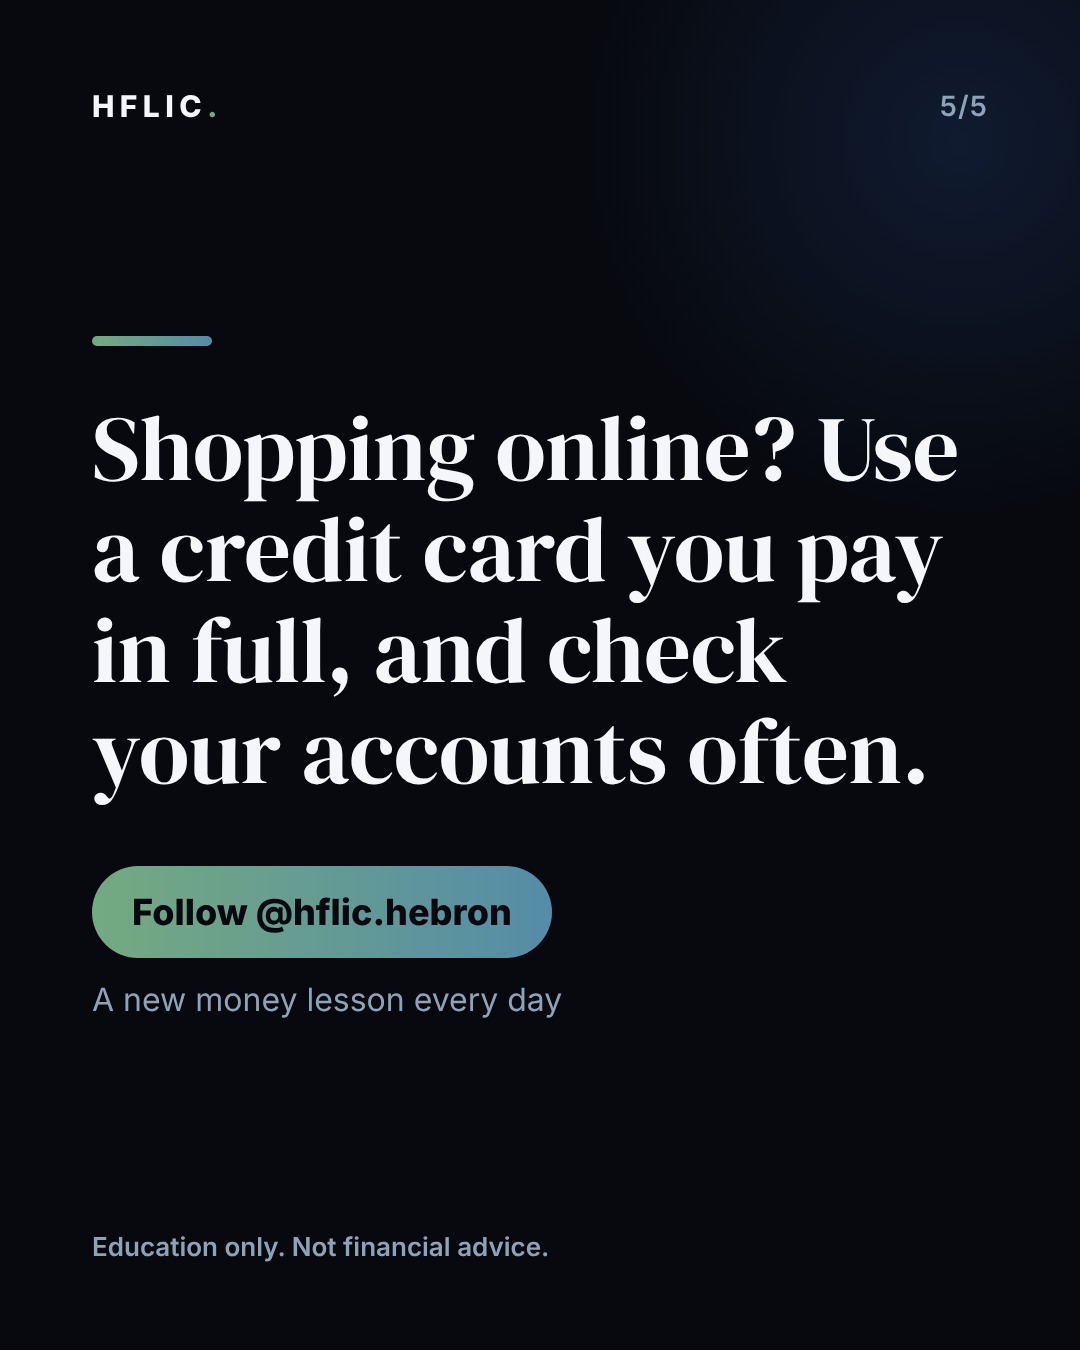 HFLIC.
5/5
Shopping online? Use
a credit card you pay
in full, and check
your accounts often.
Follow @hflic.hebron
A new money lesson every day
Education only. Not financial advice.